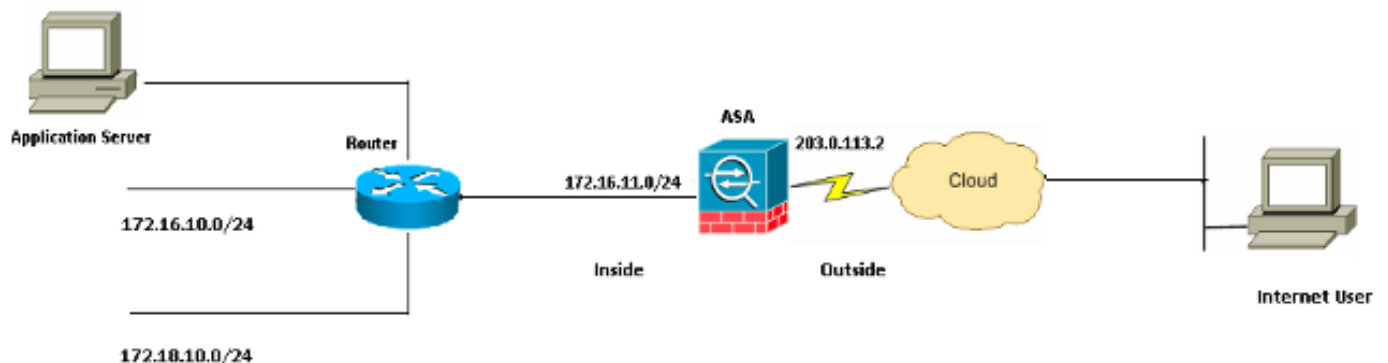 Application Server
Router
172.16.10.0/24
172.18.10.0/24
172.16.11.0/24
Inside
ASA
203.0.113.2
Outside
Cloud
Internet User